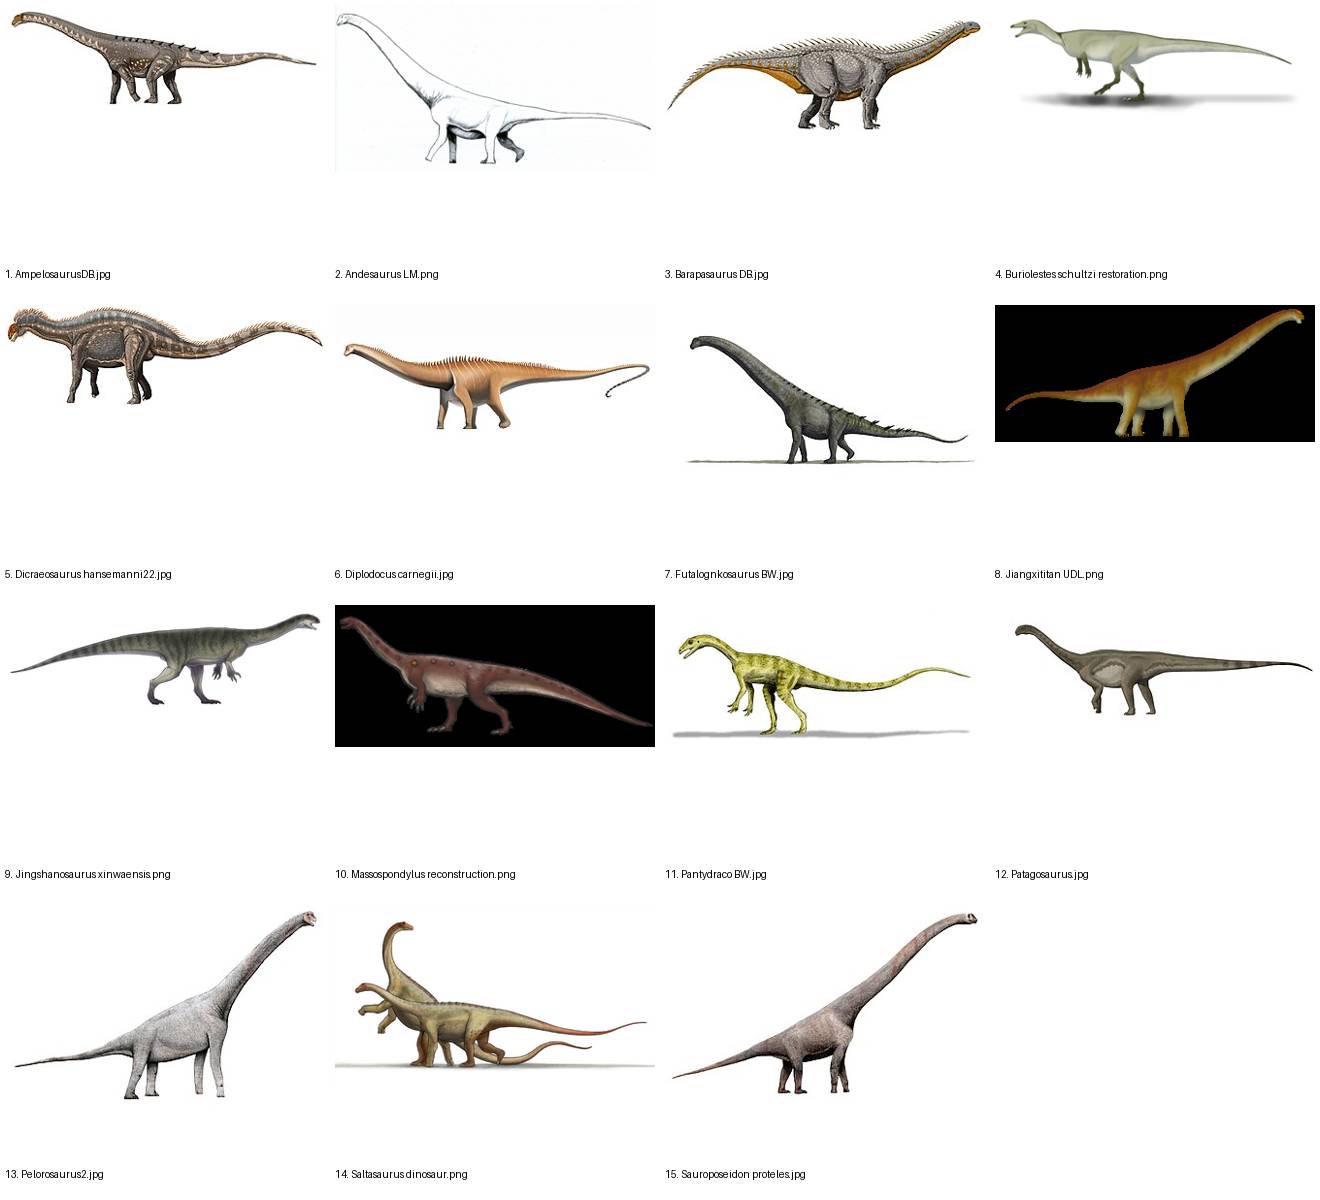 1. AmpelosaurusDB.jpg
2. Andesaurus LM.png
3. Barapasaurus DB.jpg
4. Buriolestes schultzi restoration.png
5. Dicraeosaurus hansemanni22.jpg
6. Diplodocus carnegii.jpg
7. Futalognkosaurus BW.jpg
8. Jiangxititan UDL.png
9. Jingshanosaurus xinwaensis.png
10. Massospondylus reconstruction.png
11. Pantydraco BW.jpg
12. Patagosaurus.jpg
13. Pelorosaurus2.jpg
14. Saltasaurus dinosaur.png
15. Sauroposeidon proteles.jpg